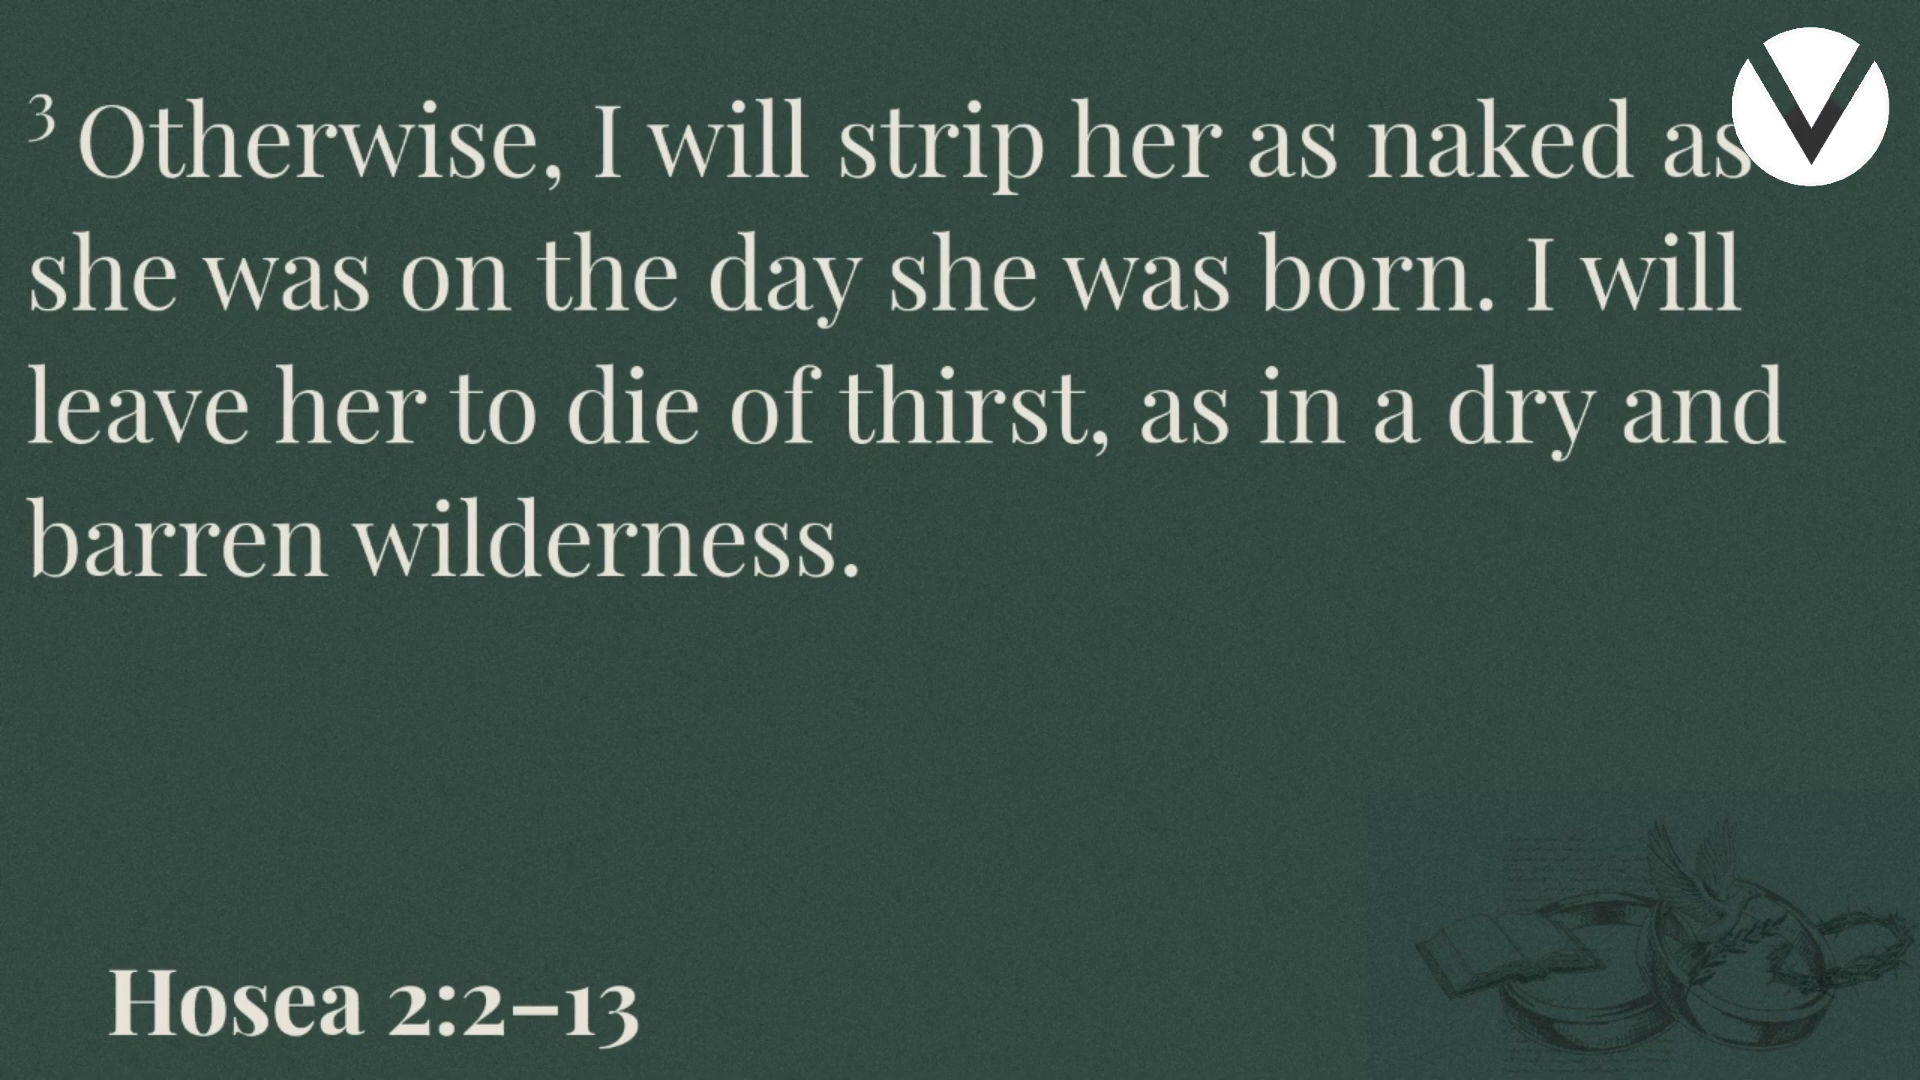 3 Otherwise, I will strip her as naked as
she was on the day she was born. I will
leave her to die of thirst, as in a dry and
barren wilderness.
Hosea 2:2–13